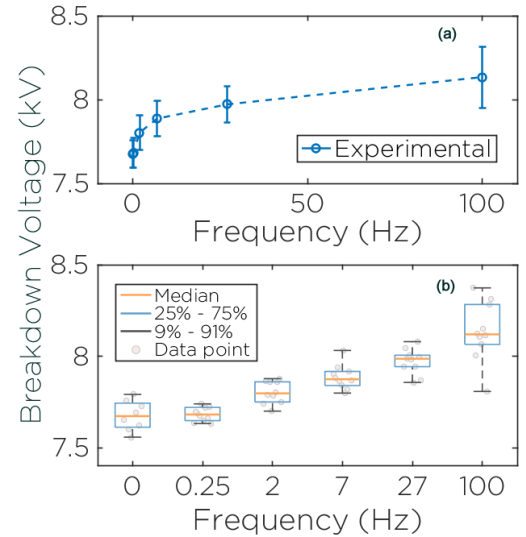 Breakdown Voltage (kV)
8.5
(a)
8
Experimental
7.5
0
50
100
Frequency (Hz)
8.5
(b)
Median
25% - 75%
9% - 91%
Data point
8
7.5
0
0.25
2
7
27
100
Frequency (Hz)